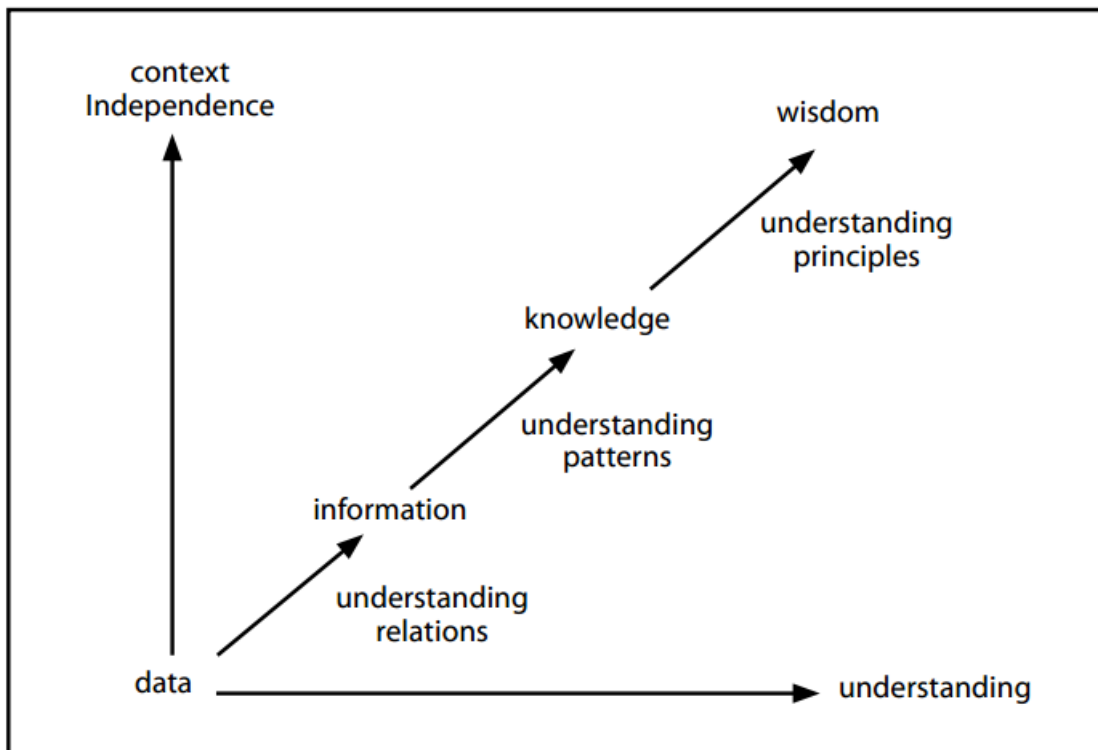 context
Independence
wisdom
understanding
principles
knowledge
understanding
patterns
information
understanding
relations
data
understanding